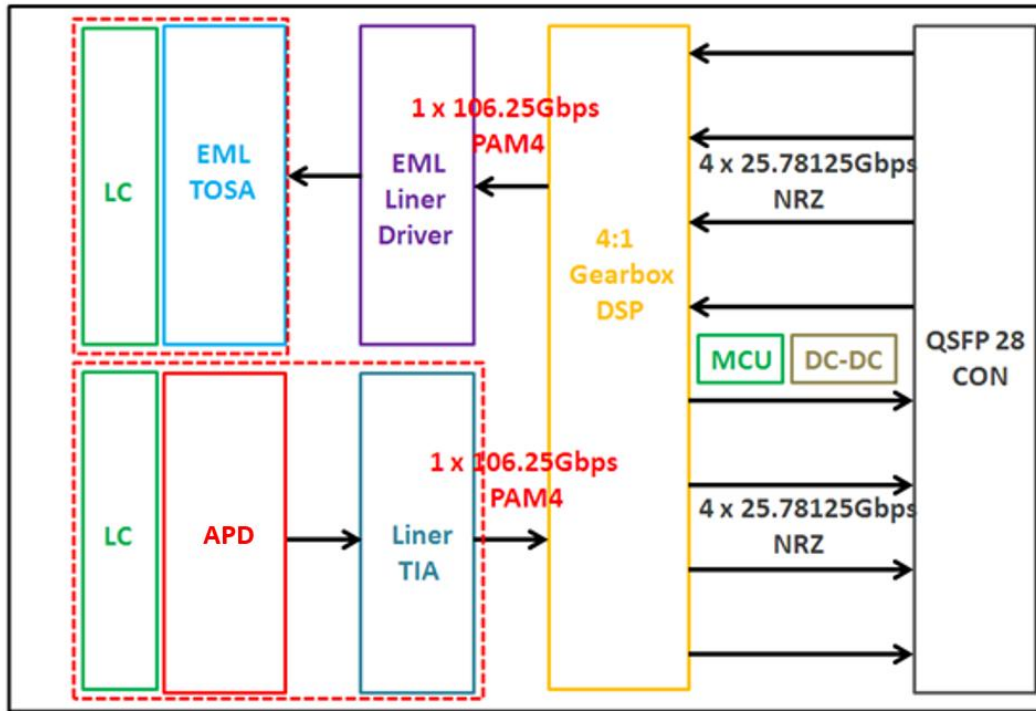 LC
EML
TOSA
EML
Liner
Driver
1 x 106.25Gbps
PAM4
4:1
Gearbox
DSP
4 x 25.78125Gbps
NRZ
MCU
DC-DC
QSFP 28
CON
LC
APD
Liner
TIA
1 x 106.25Gbps
PAM4
4 x 25.78125Gbps
NRZ